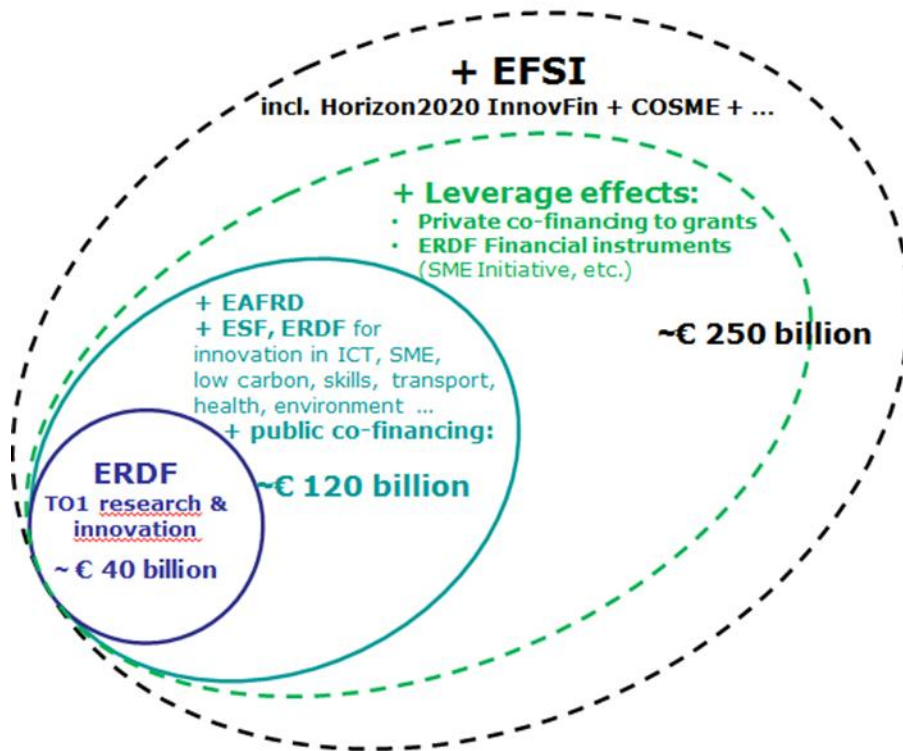 + EFSI
incl. Horizon2020 InnovFin + COSME + ...
+ Leverage effects:
• Private co-financing to grants
• ERDF Financial instruments
(SME Initiative, etc.)
~€ 250 billion
+ EAFRD
+ ESF, ERDF for
innovation in ICT, SME,
low carbon, skills, transport,
health, environment ...
+ public co-financing:
~€ 120 billion
ERDF
TO1 research &
innovation
~ € 40 billion